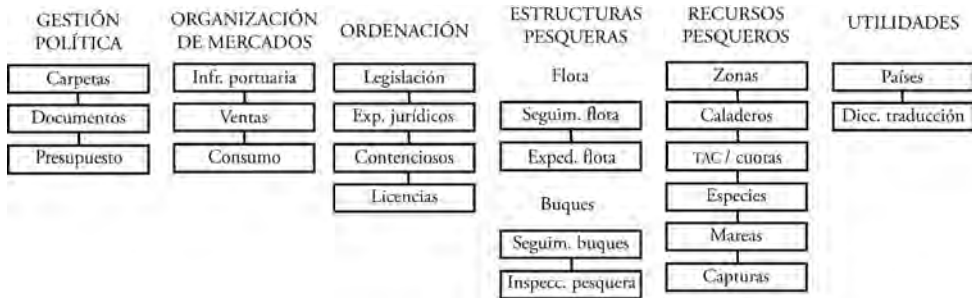 GESTIÓN
POLÍTICA
Carpetas
Documentos
Presupuesto
ORGANIZACIÓN
DE MERCADOS
Infr. portuaria
Ventas
Consumo
ORDENACIÓN
Legislación
Exp. jurídicos
Contenciosos
Licencias
ESTRUCTURAS
PESQUERAS
Flota
Seguim. flota
Exped. flota
Buques
Seguim. buques
Inspecc. pesquera
RECURSOS
PESQUEROS
Zonas
Caladeros
TAC / cuotas
Especies
Mareas
Capturas
UTILIDADES
Países
Dicc. traducción